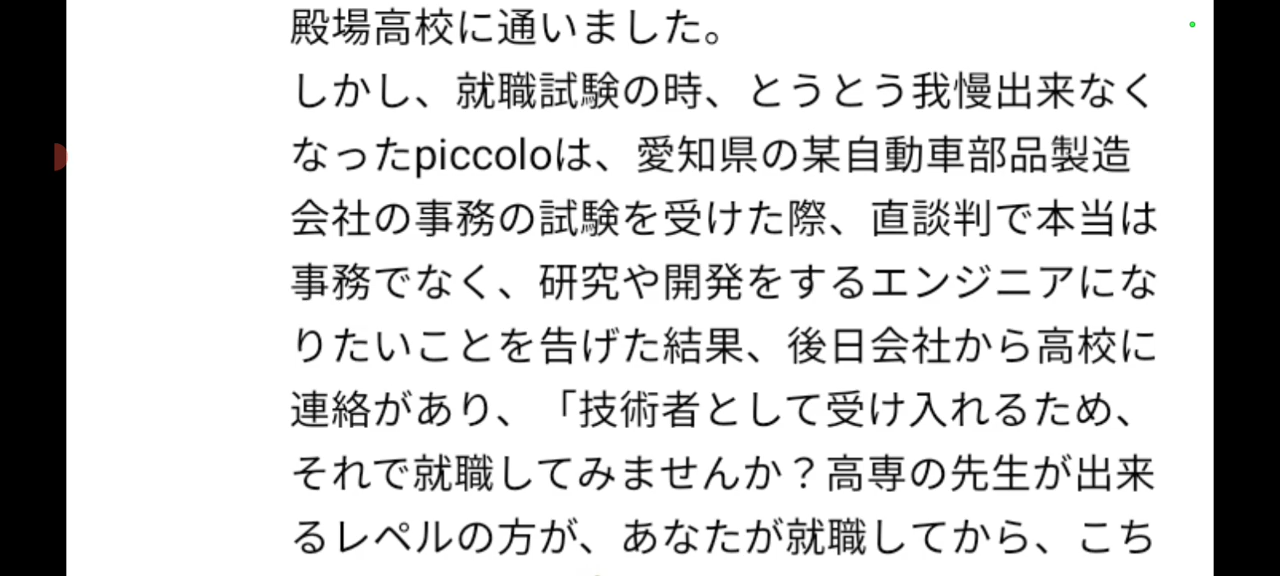 殿場高校に通いました。
しかし、就職試験の時、とうとう我慢出来なく
なったpiccoloは、愛知県の某自動車部品製造
会社の事務の試験を受けた際、直談判で本当は
事務でなく、研究や開発をするエンジニアにな
りたいことを告げた結果、後日会社から高校に
連絡があり、「技術者として受け入れるため、
それで就職してみませんか？高専の先生が出来
るレペルの方が、あなたが就職してから、こち